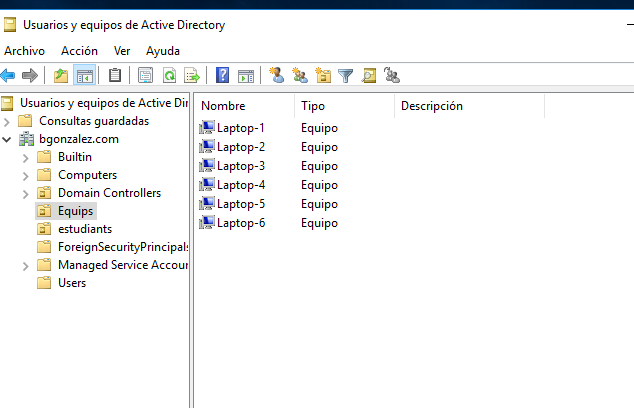 Usuarios y equipos de Active Directory
Archivo Acción Ver Ayuda
Usuarios y equipos de Active Dir
Consultas guardadas
bgonzalez.com
Builtin
Computers
Domain Controllers
Equips
estudiants
ForeignSecurityPrincipals
Managed Service Accour
Users
Nombre Tipo Descripción
Laptop-1 Equipo
Laptop-2 Equipo
Laptop-3 Equipo
Laptop-4 Equipo
Laptop-5 Equipo
Laptop-6 Equipo